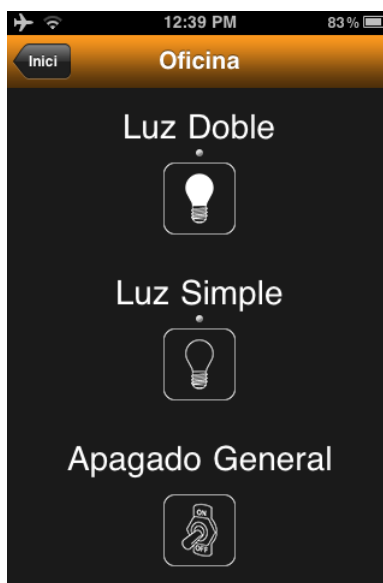 12:39 PM
83%
Inici
Oficina
Luz Doble
Luz Simple
Apagado General
ON
OFF